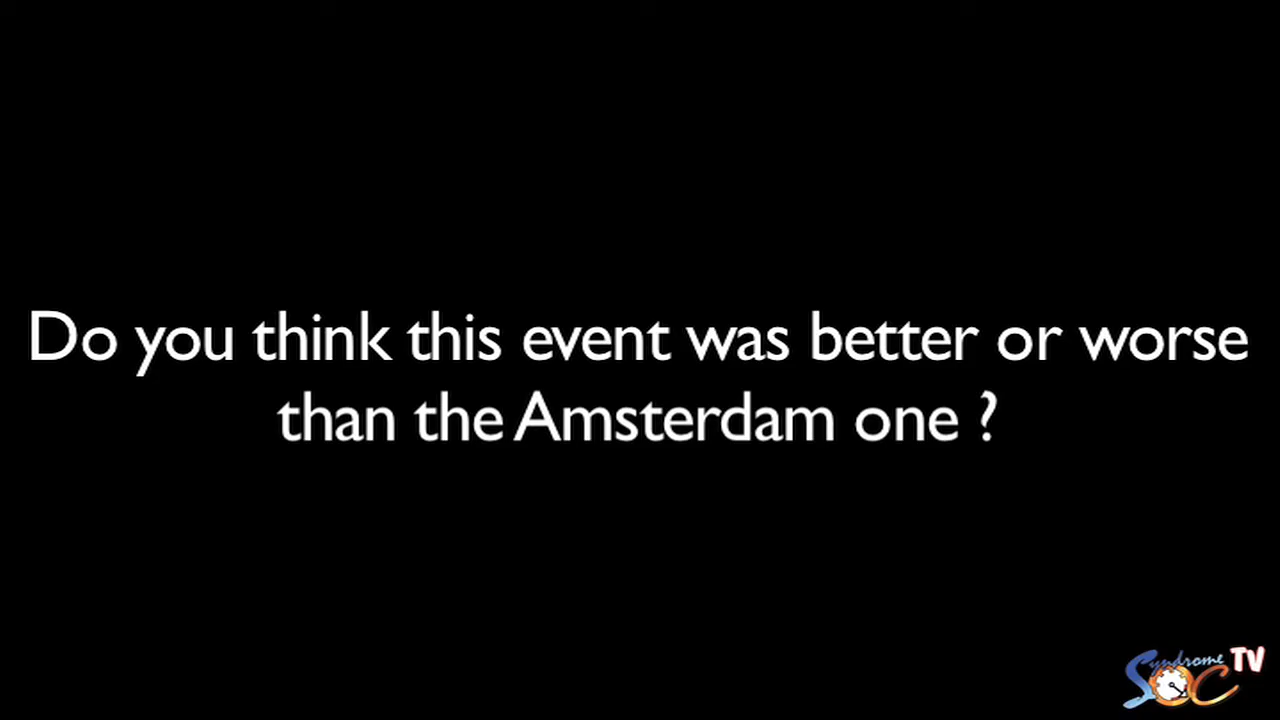 Do you think this event was better or worse
than the Amsterdam one ?
Syndrome TV
SOC